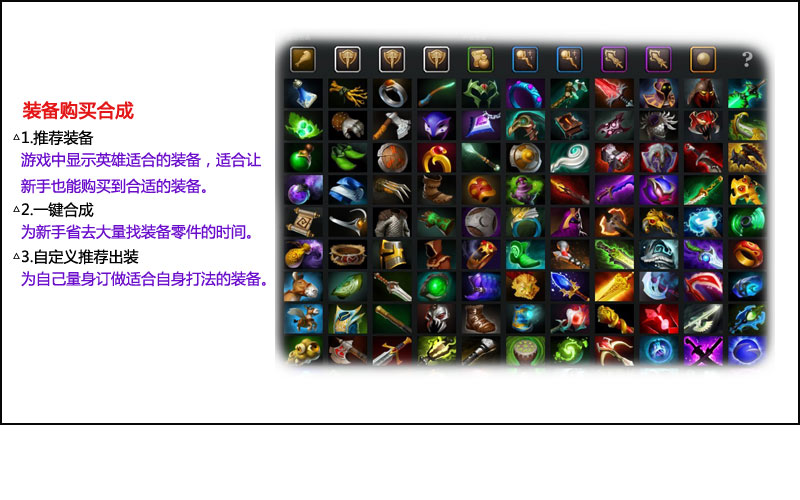 装备购买合成
▵1.推荐装备
游戏中显示英雄适合的装备，适合让
新手也能购买到合适的装备。
▵2.一键合成
为新手省去大量找装备零件的时间。
▵3.自定义推荐出装
为自己量身订做适合自身打法的装备。
?